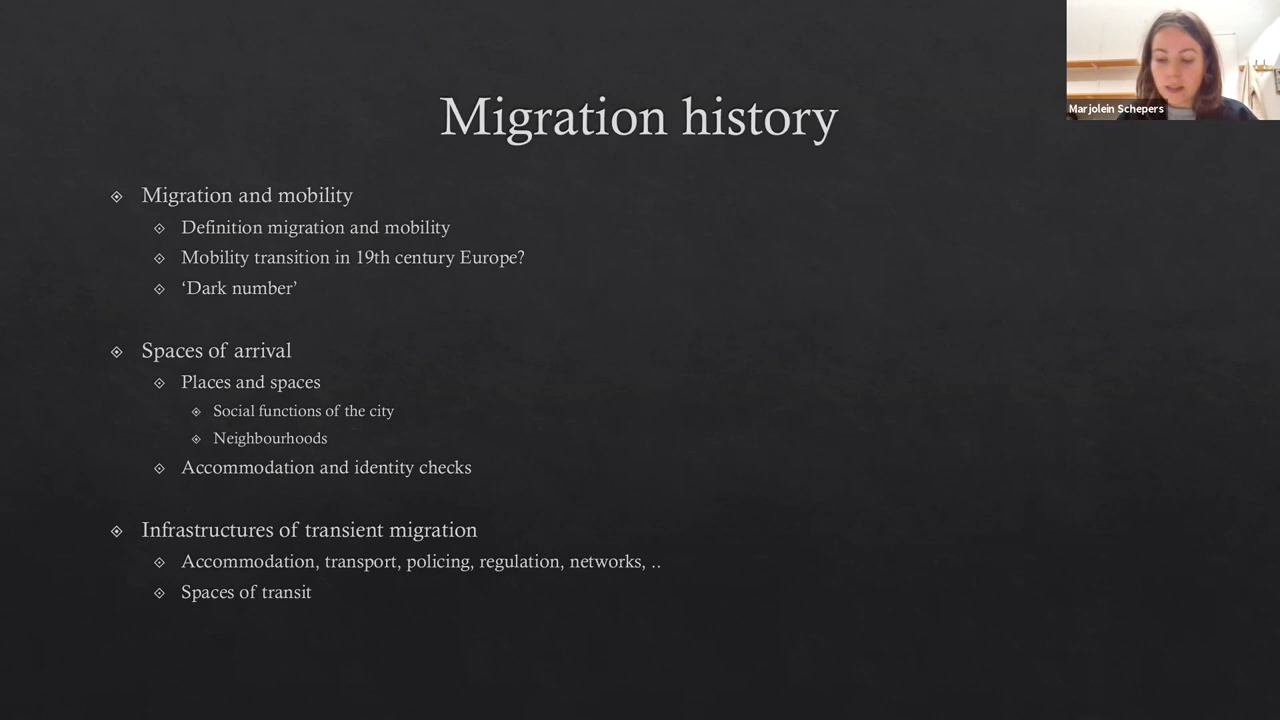 Marjolein Schepers
Migration history
Migration and mobility
Definition migration and mobility
Mobility transition in 19th century Europe?
‘Dark number’
Spaces of arrival
Places and spaces
Social functions of the city
Neighbourhoods
Accommodation and identity checks
Infrastructures of transient migration
Accommodation, transport, policing, regulation, networks, ..
Spaces of transit